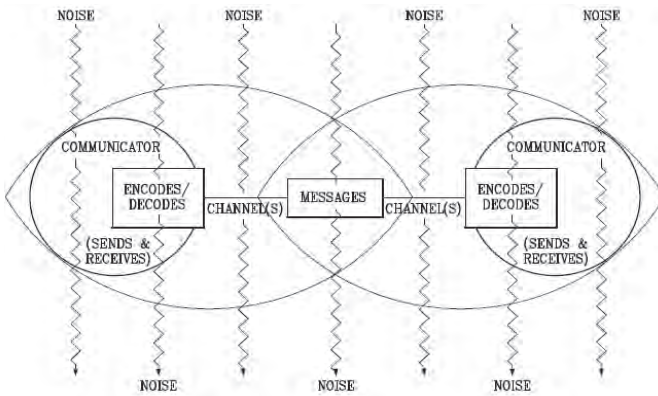 NOISE
NOISE
NOISE
NOISE
COMMUNICATOR
COMMUNICATOR
ENCODES/
DECODES
MESSAGES
ENCODES/
DECODES
CHANNEL(S)
CHANNEL(S)
(SENDS &
RECEIVES)
(SENDS &
RECEIVES)
NOISE
NOISE
NOISE